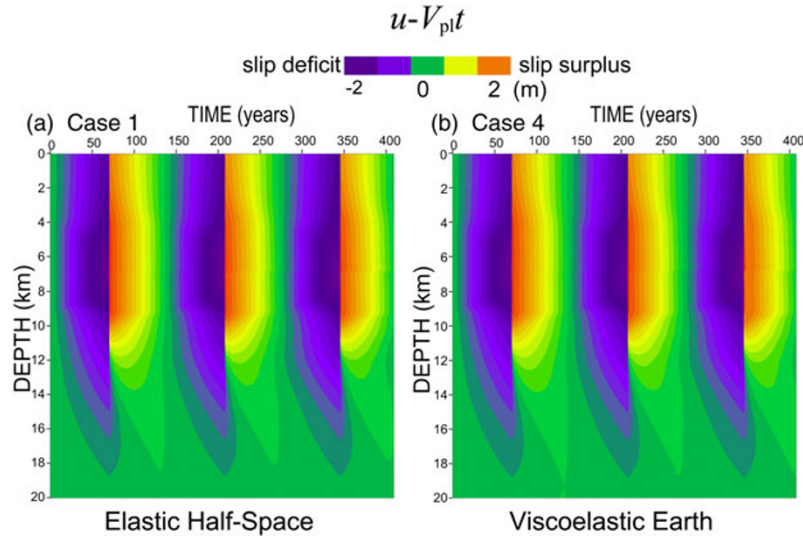 u-Vplt
slip deficit slip surplus
-2 0 2 (m)
(a) Case 1 TIME (years)
0 50 100 150 200 250 300 350 400
(b) Case 4 TIME (years)
0 50 100 150 200 250 300 350 400
DEPTH (km)
0
2
4
6
8
10
12
14
16
18
20
DEPTH (km)
0
2
4
6
8
10
12
14
16
18
20
Elastic Half-Space
Viscoelastic Earth